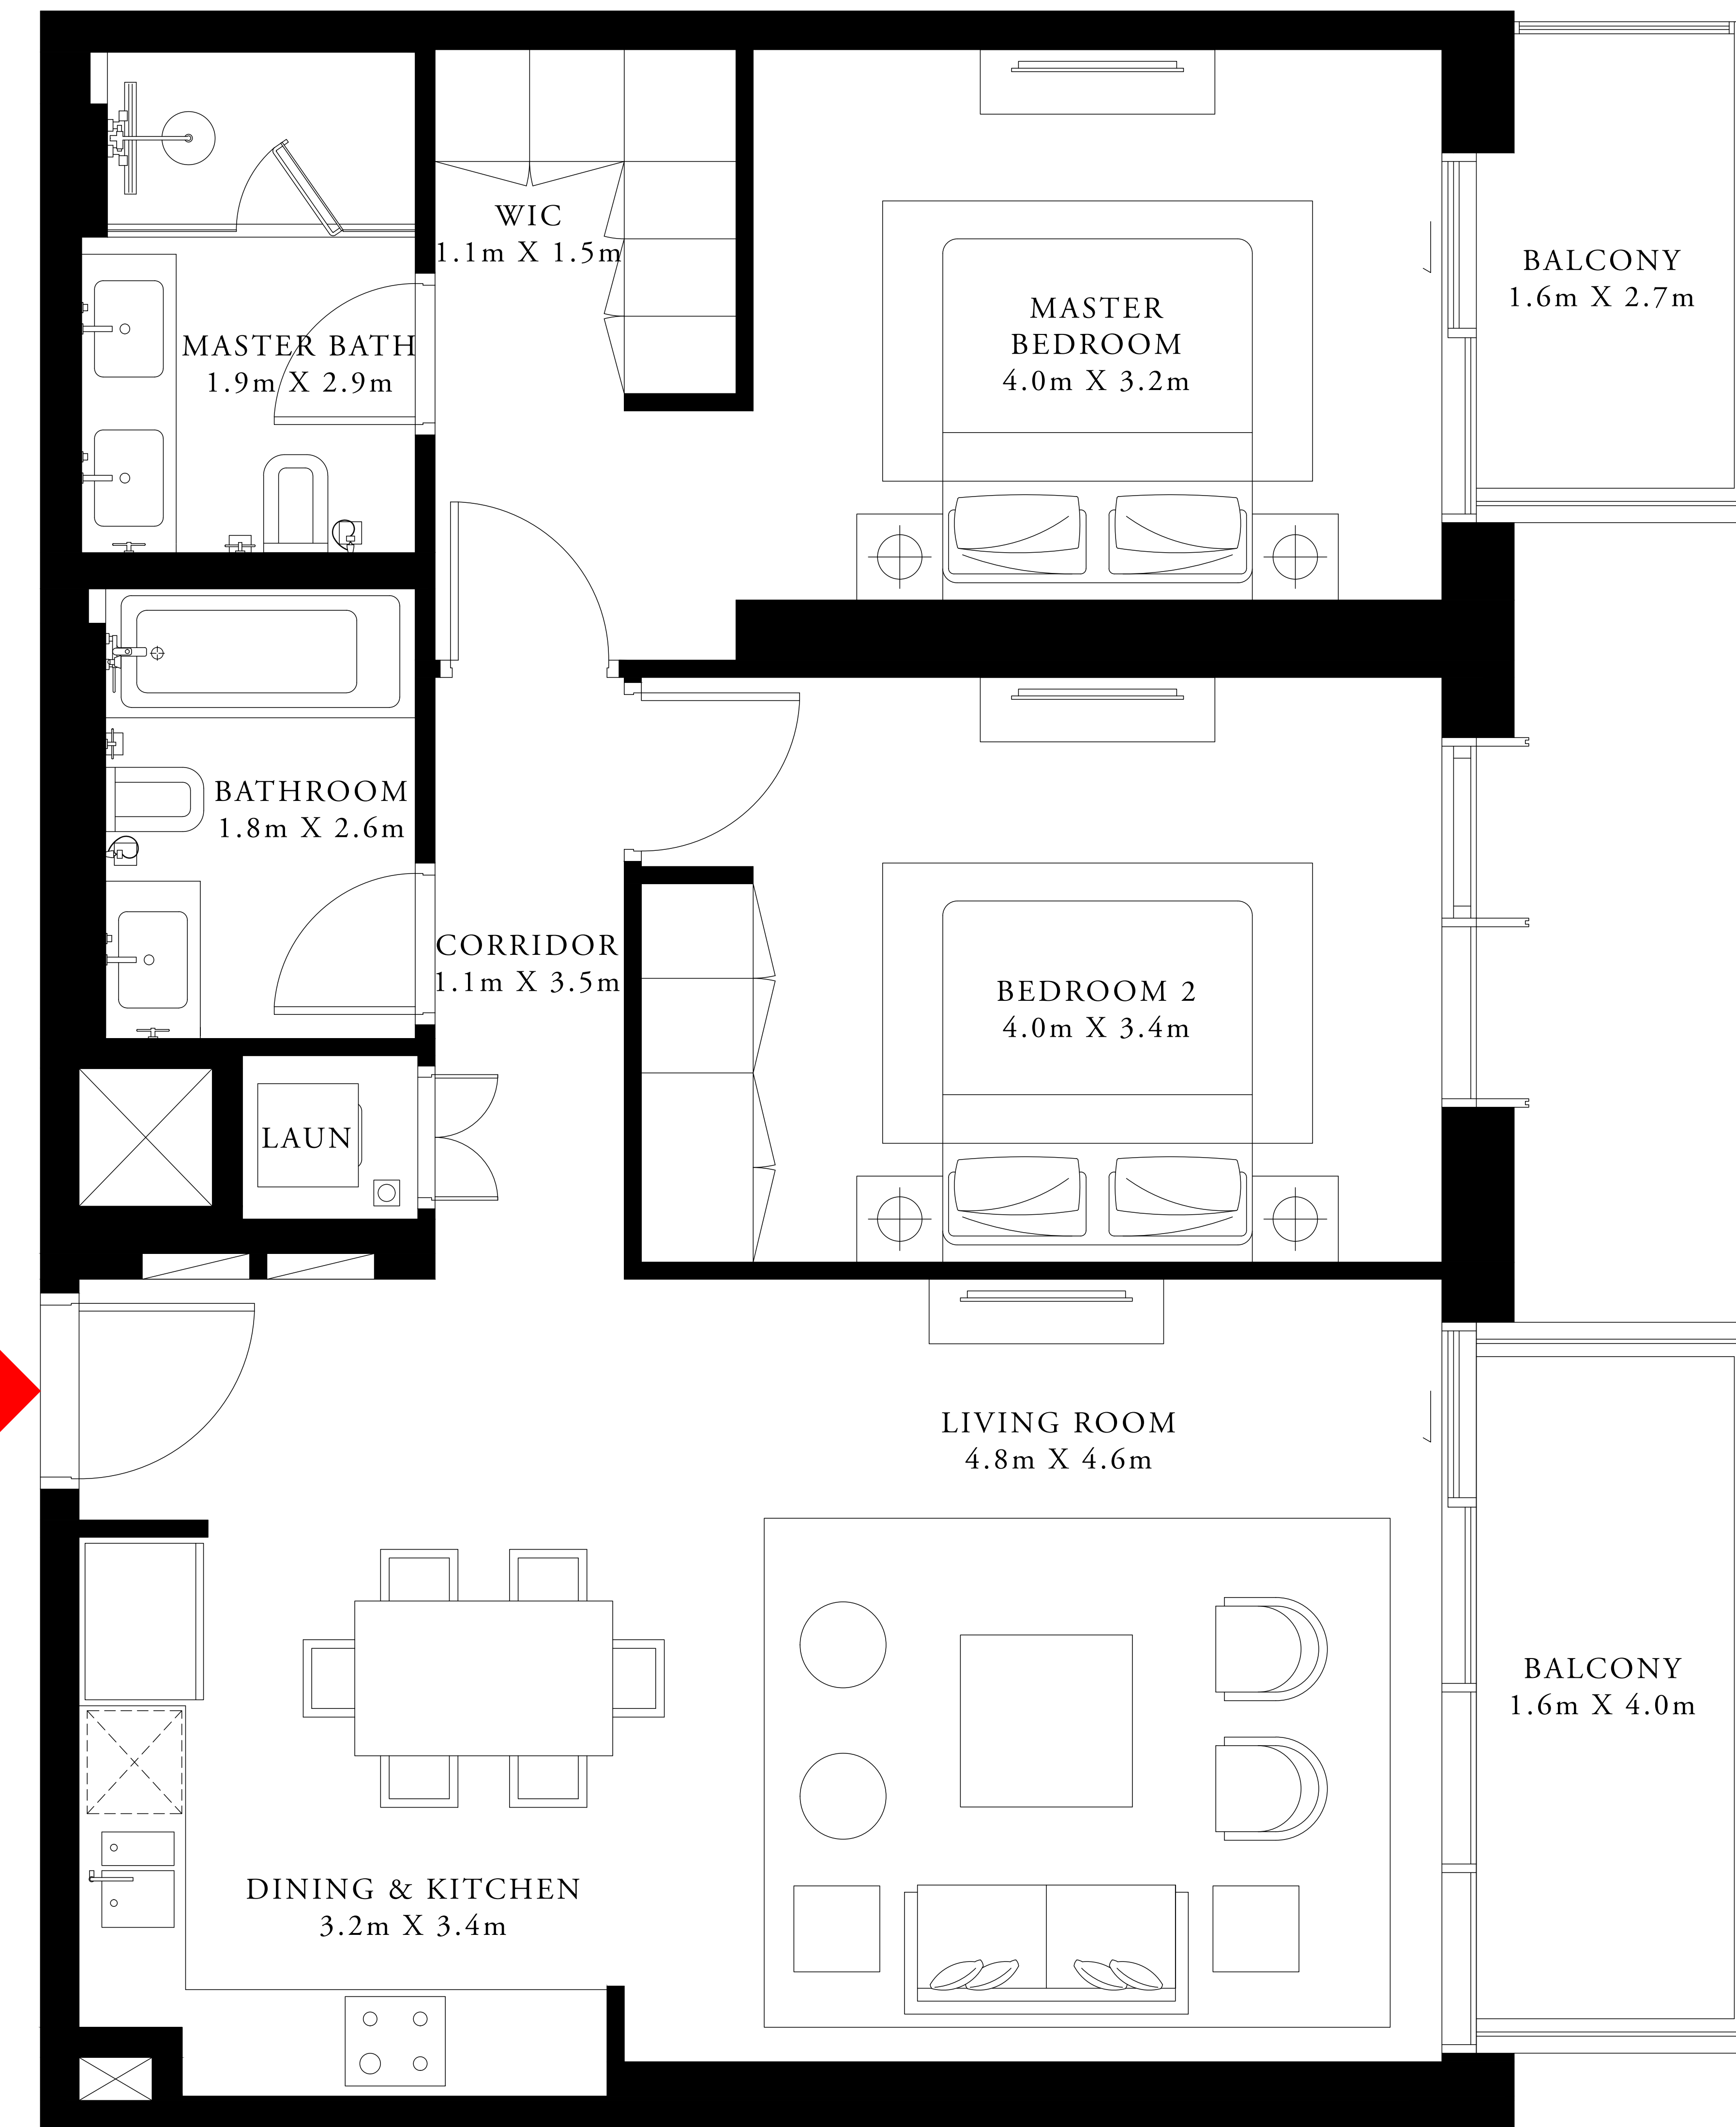 WIC
1.1m X 1.5m
BALCONY
1.6m X 2.7m
MASTER
BEDROOM
4.0m X 3.2m
MASTER BATH
1.9m X 2.9m
BATHROOM
1.8m X 2.6m
CORRIDOR
1.1m X 3.5m
BEDROOM 2
4.0m X 3.4m
LAUN
LIVING ROOM
4.8m X 4.6m
BALCONY
1.6m X 4.0m
DINING & KITCHEN
3.2m X 3.4m